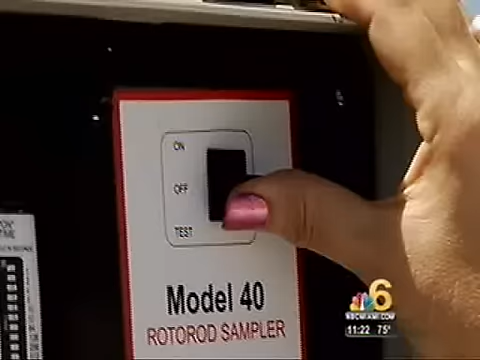 ON
OFF
TEST
Model 40
ROTOROD SAMPLER
6
NBCMIAMI.COM
11:22 75°